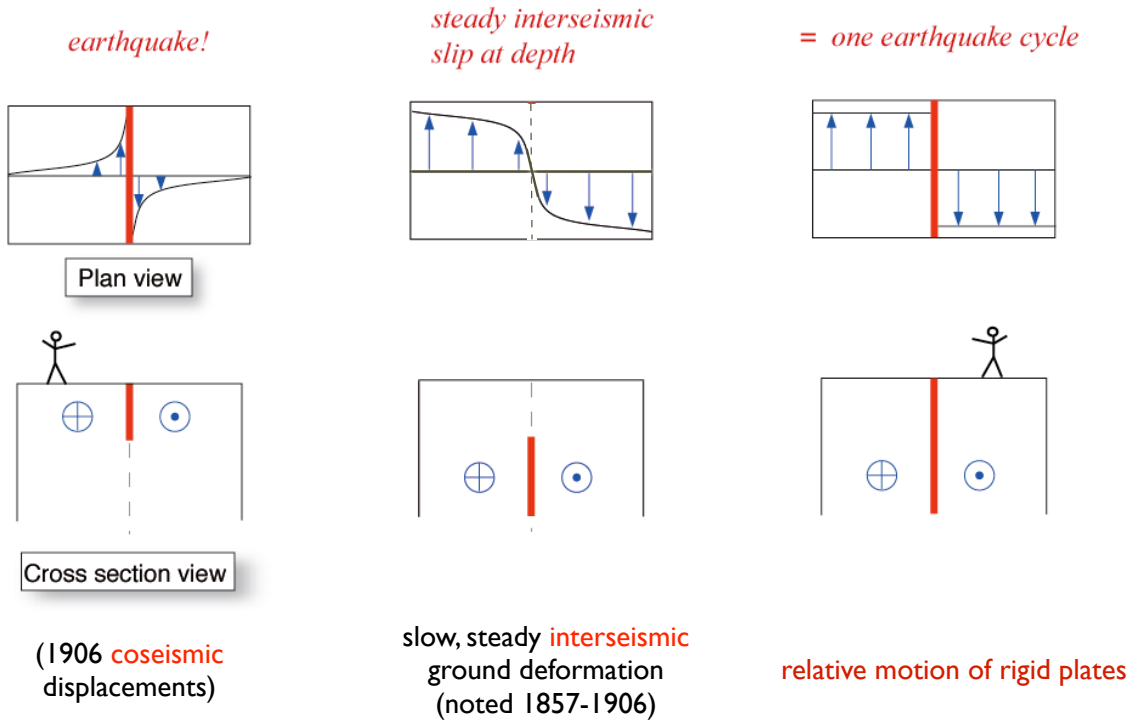 earthquake!
steady interseismic
slip at depth
= one earthquake cycle
Plan view
Cross section view
(1906 coseismic
displacements)
slow, steady interseismic
ground deformation
(noted 1857-1906)
relative motion of rigid plates